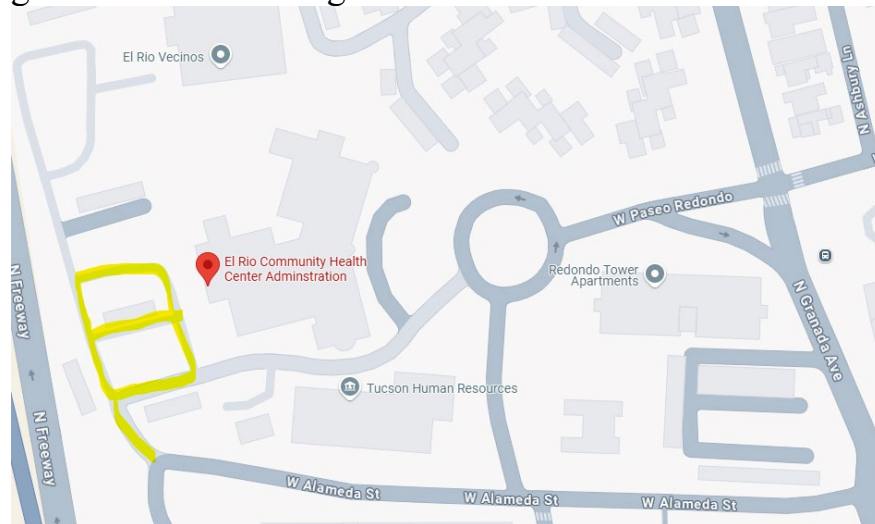 El Rio Vecinos
N Ashbury Ln
W Paseo Redondo
El Rio Community Health
Center Adminstration
Redondo Tower
Apartments
N Freeway
N Granada Ave
Tucson Human Resources
N Freeway
W Alameda St
W Alameda St
W Alameda St